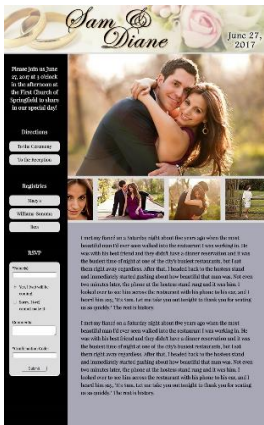 Sam &
Diane
June 27,
2017
Please join us June
27, 2017 at 3 o'clock
in the afternoon at
the First Church of
Springfield to share
in our special day!
Directions
To the Ceremony
To the Reception
Registries
Macy's
Williams-Sonoma
RSVP
Submit
I met my fiancé on a Saturday night about five years ago when the most
beautiful man I'd ever seen walked into the restaurant I was working in. He
was with his best friend and they didn't have a dinner reservation and it was
the busiest time of night at one of the city's busiest restaurants, but I sat
them right away regardless. After that, I headed back to the hostess stand
and immediately started gushing about how beautiful this man was. Not even
two minutes later, the phone at the hostess stand rang and it was him. I
looked over to see him across the restaurant with the phone to his ear, and I
heard him say, "It's Sam. Let me take you out tonight to thank you for seating
us so quickly." The rest is history.
I met my fiancé on a Saturday night about five years ago when the most
beautiful man I'd ever seen walked into the restaurant I was working in. He
was with his best friend and they didn't have a dinner reservation and it was
the busiest time of night at one of the city's busiest restaurants, but I sat
them right away regardless. After that, I headed back to the hostess stand
and immediately started gushing about how beautiful this man was. Not even
two minutes later, the phone at the hostess stand rang and it was him. I
looked over to see him across the restaurant with the phone to his ear, and I
heard him say, "It's Sam. Let me take you out tonight to thank you for seating
us so quickly." The rest is history.